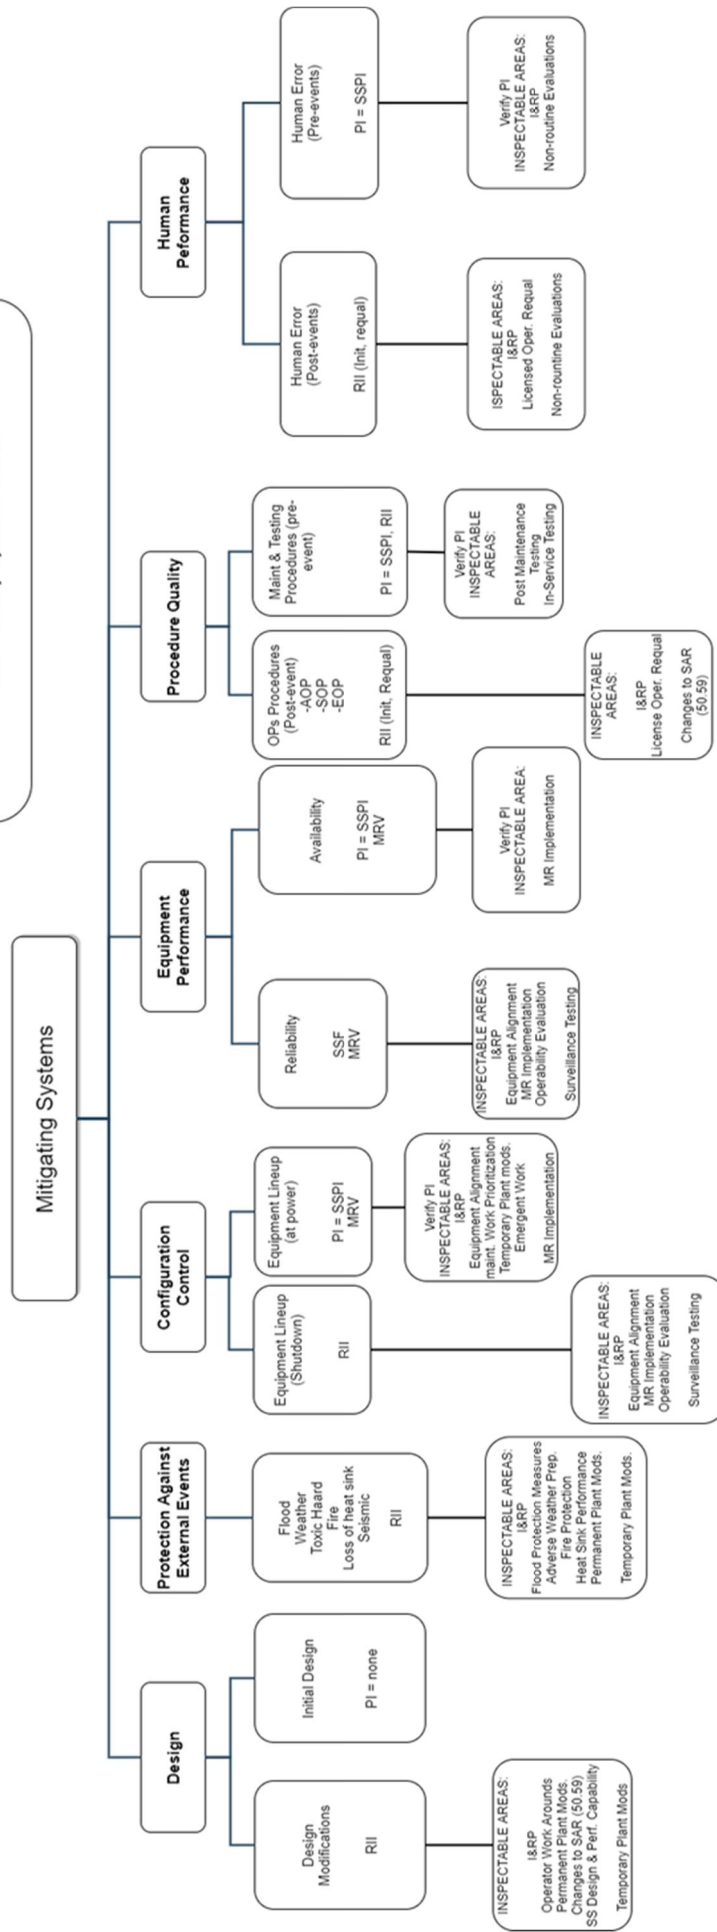 Mitigating Systems
Design
Protection Against
External Events
Configuration
Control
Equipment
Performance
Procedure Quality
Human
Peformance
Design
Modifications
RII
Initial Design
PI = none
Flood
Weather
Toxic Haard
Fire
Loss of heat sink
Seismic
RII
Equipment Lineup
(Shutdown)
RII
Equipment Lineup
(at power)
PI = SSPI
MRV
Reliability
SSF
MRV
Availability
PI = SSPI
MRV
OPs Procedures
(Post-event)
-AOP
-SOP
-EOP
RII (Init, Requal)
Maint & Testing
Procedures (pre-
event)
PI = SSPI, RII
Human Error
(Post-events)
RII (Init, requal)
Human Error
(Pre-events)
PI = SSPI
INSPECTABLE AREAS:
I&RP
Operator Work Arounds
Permanent Plant Mods.
Changes to SAR (50.59)
SS Design & Perf. Capability
Temporary Plant Mods
INSPECTABLE AREAS:
I&RP
Flood Protection Measures
Adverse Weather Prep.
Fire Protection
Heat Sink Performance
Permanent Plant Mods.
Temporary Plant Mods.
INSPECTABLE AREAS:
I&RP
Equipment Alignment
MR Implementation
Operability Evaluation
Surveillance Testing
Verify PI
INSPECTABLE AREAS:
I&RP
Equipment Alignment
maint. Work Prioritization
Temporary Plant mods.
Emergent Work
MR Implementation
INSPECTABLE AREAS:
I&RP
Equipment Alignment
MR Implementation
Operability Evaluation
Surveillance Testing
Verify PI
INSPECTABLE AREA:
MR Implementation
INSPECTABLE
AREAS:
I&RP
License Oper. Requal
Changes to SAR
(50.59)
Verify PI
INSPECTABLE
AREAS:
Post Maintenance
Testing
In-Service Testing
ISPECTABLE AREAS:
I&RP
Licensed Oper. Requal
Non-rountine Evaluations
Verify PI
INSPECTABLE AREAS:
I&RP
Non-routine Evaluations